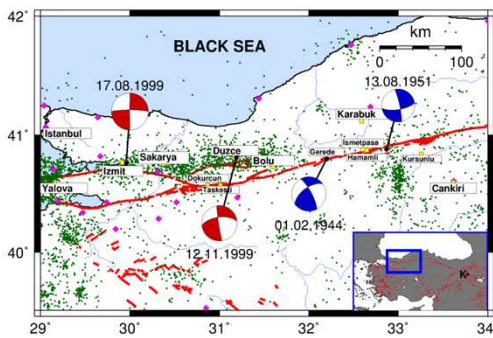 42°
41°
40°
29°
30°
31°
32°
33°
34°
BLACK SEA
km
0
100
17.08.1999
13.08.1951
Karabuk
Istanbul
Ismetpasa
Duzce
Gerede
Hamamli
Sakarya
Bolu
Kursunlu
Izmit
Dokurcun
Yalova
Taskesti
Cankiri
01.02.1944
12.11.1999
K